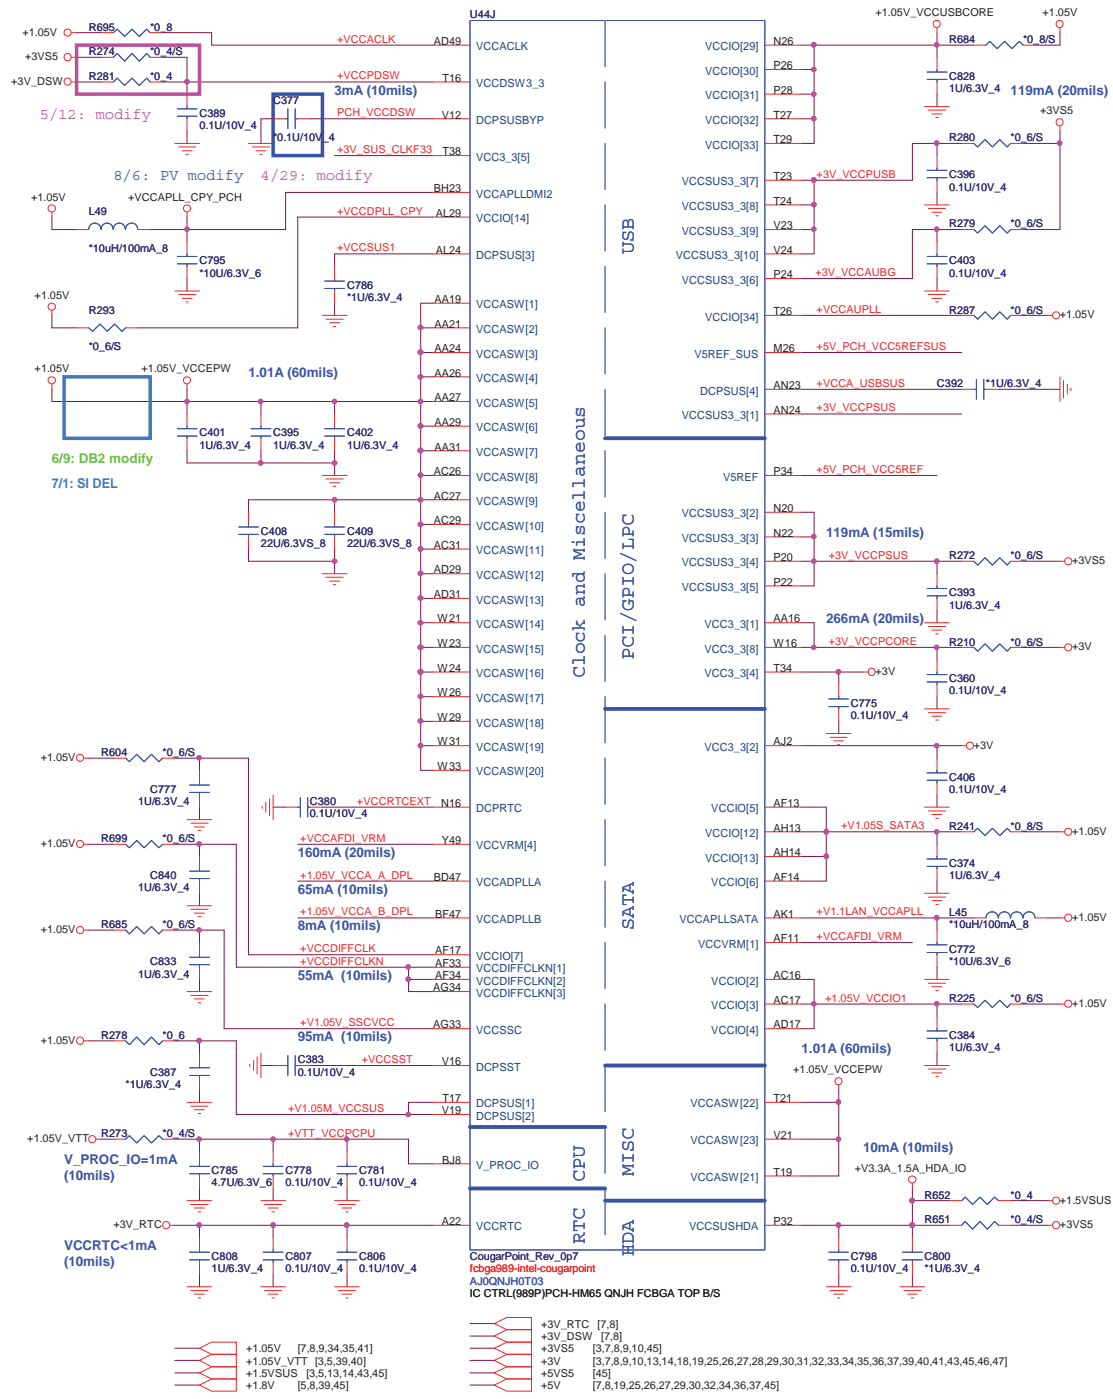 U44J
+1.05V R695 *0_8 +VCCACLK AD49 VCCACLK
+3VS5 R274 *0_4/S
+3V_DSW R281 *0_4 +VCCPDSW T16 VCCDSW3_3
3mA (10mils)
5/12: modify
C389
0.1U/10V_4
C377
*0.1U/10V_4
PCH_VCCDSW V12 DCPSUSBYP
+3V_SUS_CLKF33 T38 VCC3_3[5]
8/6: PV modify 4/29: modify
+1.05V +VCCAPLL_CPY_PCH BH23 VCCAPLLDMI2
L49
*10uH/100mA_8
+VCCDPLL_CPY AL29 VCCIO[14]
C795
*10U/6.3V_6
+VCCSUS1 AL24 DCPSUS[3]
C786
*1U/6.3V_4
+1.05V
R293
*0_6/S
+1.05V +1.05V_VCCEPW 1.01A (60mils)
6/9: DB2 modify
7/1: SI DEL
C401
1U/6.3V_4
C395
1U/6.3V_4
C402
1U/6.3V_4
C408
22U/6.3VS_8
C409
22U/6.3VS_8
AA19 VCCASW[1]
AA21 VCCASW[2]
AA24 VCCASW[3]
AA26 VCCASW[4]
AA27 VCCASW[5]
AA29 VCCASW[6]
AA31 VCCASW[7]
AC26 VCCASW[8]
AC27 VCCASW[9]
AC29 VCCASW[10]
AC31 VCCASW[11]
AD29 VCCASW[12]
AD31 VCCASW[13]
W21 VCCASW[14]
W23 VCCASW[15]
W24 VCCASW[16]
W26 VCCASW[17]
W29 VCCASW[18]
W31 VCCASW[19]
W33 VCCASW[20]
+1.05V R604 *0_6/S
C777
1U/6.3V_4
C380
0.1U/10V_4
+VCCRTCEXT N16 DCPRTC
+1.05V R699 *0_6/S
C840
1U/6.3V_4
+VCCAFDI_VRM Y49 VCCVRM[4]
160mA (20mils)
+1.05V_VCCA_A_DPL BD47 VCCADPLLA
65mA (10mils)
+1.05V_VCCA_B_DPL BF47 VCCADPLLB
8mA (10mils)
+1.05V R685 *0_6/S
C833
1U/6.3V_4
+VCCDIFFCLK AF17 VCCIO[7]
+VCCDIFFCLKN AF33 VCCDIFFCLKN[1]
55mA (10mils) AF34 VCCDIFFCLKN[2]
AG34 VCCDIFFCLKN[3]
+V1.05V_SSCVCC AG33 VCCSSC
95mA (10mils)
+1.05V R278 *0_6
C387
*1U/6.3V_4
C383
0.1U/10V_4
+VCCSST V16 DCPSST
+V1.05M_VCCSUS
T17 DCPSUS[1]
V19 DCPSUS[2]
+1.05V_VTT R273 *0_4/S +VTT_VCCPCPU BJ8 V_PROC_IO
V_PROC_IO=1mA
(10mils)
C785
4.7U/6.3V_6
C778
0.1U/10V_4
C781
0.1U/10V_4
+3V_RTC A22 VCCRTC
VCCRTC<1mA
(10mils)
C808
1U/6.3V_4
C807
0.1U/10V_4
C806
0.1U/10V_4
Clock and Miscellaneous
USB
PCI/GPIO/LPC
SATA
MISC
CPU
RTC
HDA
+1.05V_VCCUSBCORE +1.05V
VCCIO[29] N26 R684 *0_8/S
VCCIO[30] P26
VCCIO[31] P28
VCCIO[32] T27
VCCIO[33] T29
C828
1U/6.3V_4
119mA (20mils)
+3VS5
VCCSUS3_3[7] T23 +3V_VCCPUSB R280 *0_6/S
VCCSUS3_3[8] T24
VCCSUS3_3[9] V23
VCCSUS3_3[10] V24
C396
0.1U/10V_4
VCCSUS3_3[6] P24 +3V_VCCAUBG R279 *0_6/S
C403
0.1U/10V_4
VCCIO[34] T26 +VCCAUPLL R287 *0_6/S +1.05V
V5REF_SUS M26 +5V_PCH_VCC5REFSUS
DCPSUS[4] AN23 +VCCA_USBSUS C392 *1U/6.3V_4
VCCSUS3_3[1] AN24 +3V_VCCPSUS
V5REF P34 +5V_PCH_VCC5REF
VCCSUS3_3[2] N20
VCCSUS3_3[3] N22
119mA (15mils)
VCCSUS3_3[4] P20 +3V_VCCPSUS R272 *0_6/S +3VS5
VCCSUS3_3[5] P22
C393
1U/6.3V_4
VCC3_3[1] AA16 266mA (20mils)
VCC3_3[8] W16 +3V_VCCPCORE R210 *0_6/S +3V
VCC3_3[4] T34 +3V
C360
0.1U/10V_4
C775
0.1U/10V_4
VCC3_3[2] AJ2 +3V
C406
0.1U/10V_4
VCCIO[5] AF13
VCCIO[12] AH13 +V1.05S_SATA3 R241 *0_8/S +1.05V
VCCIO[13] AH14
VCCIO[6] AF14
C374
1U/6.3V_4
VCCAPLLSATA AK1 +V1.1LAN_VCCAPLL L45 +1.05V
*10uH/100mA_8
VCCVRM[1] AF11 +VCCAFDI_VRM
C772
*10U/6.3V_6
VCCIO[2] AC16
VCCIO[3] AC17 +1.05V_VCCIO1 R225 *0_6/S +1.05V
VCCIO[4] AD17
C384
1U/6.3V_4
1.01A (60mils)
+1.05V_VCCEPW
VCCASW[22] T21
VCCASW[23] V21
VCCASW[21] T19
10mA (10mils)
+V3.3A_1.5A_HDA_IO
R652 *0_4 +1.5VSUS
VCCSUSHDA P32 R651 *0_4/S +3VS5
C798
0.1U/10V_4
C800
*1U/6.3V_4
CougarPoint_Rev_0p7
fcbga989-intel-cougarpoint
AJ0QNJH0T03
IC CTRL(989P)PCH-HM65 QNJH FCBGA TOP B/S
+1.05V [7,8,9,34,35,41]
+1.05V_VTT [3,5,39,40]
+1.5VSUS [3,5,13,14,43,45]
+1.8V [5,8,39,45]
+3V_RTC [7,8]
+3V_DSW [7,8]
+3VS5 [3,7,8,9,10,45]
+3V [3,7,8,9,10,13,14,18,19,25,26,27,28,29,30,31,32,33,34,35,36,37,39,40,41,43,45,46,47]
+5VS5 [45]
+5V [7,8,19,25,26,27,29,30,32,34,36,37,45]